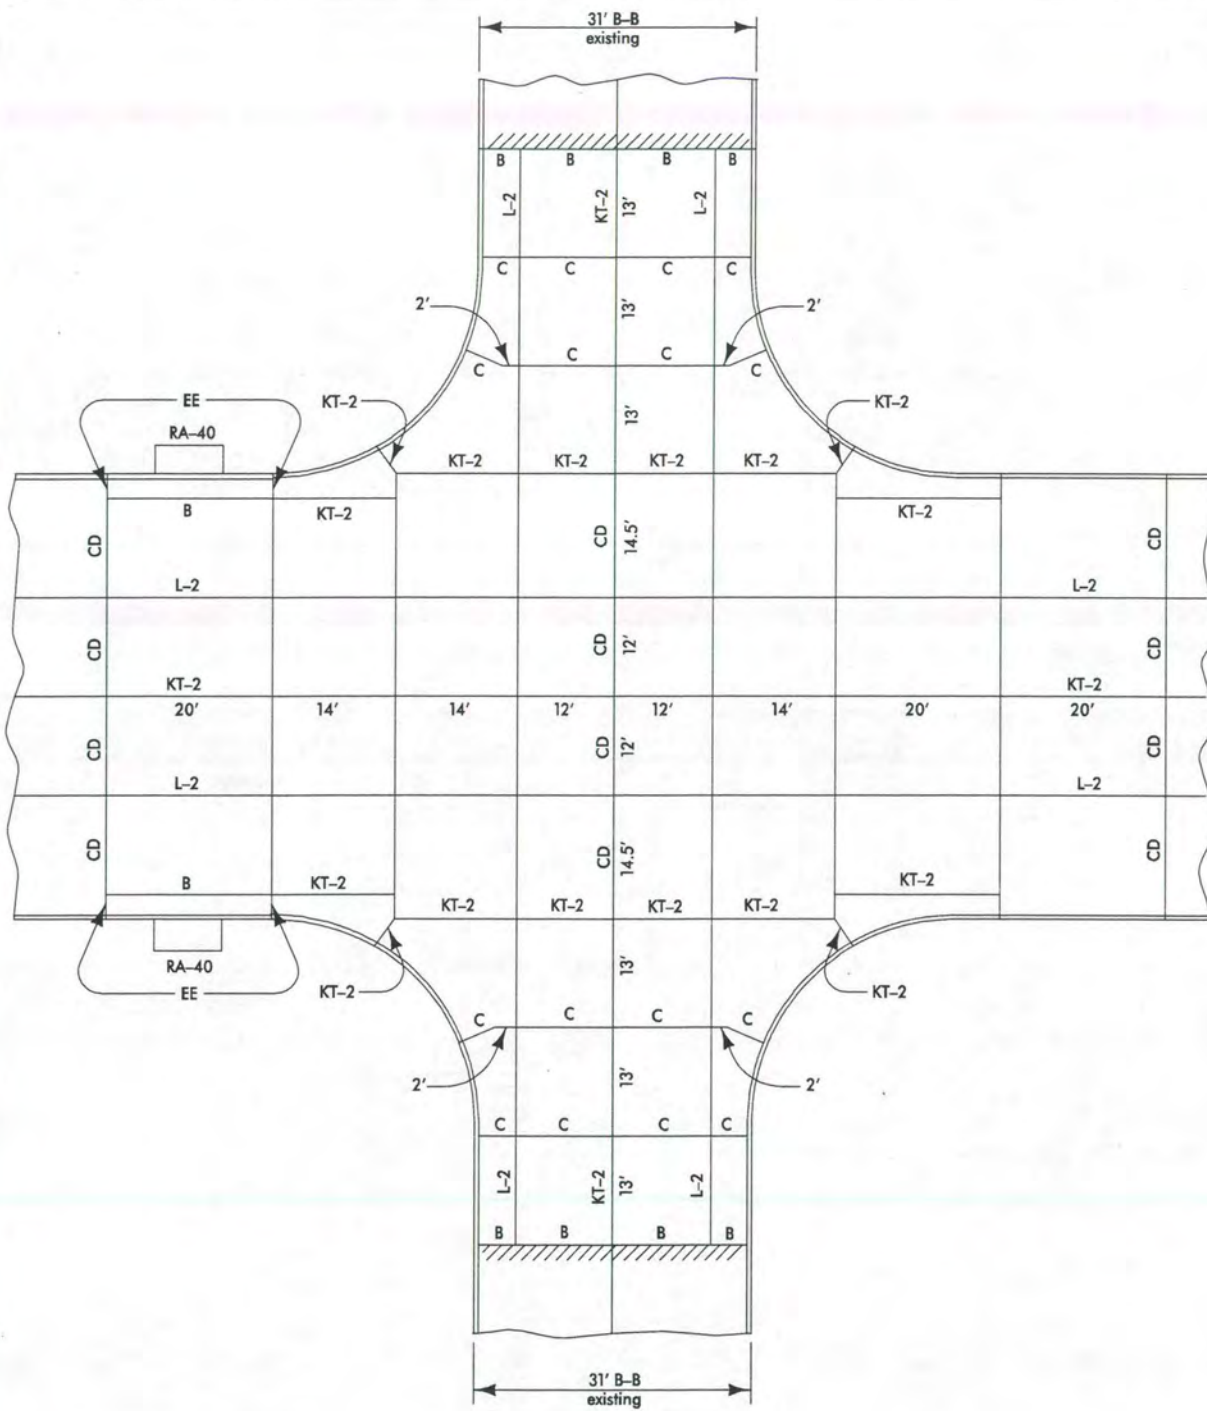 31' B–B
existing
B B B B
L–2 KT–2 13' L–2
C C C C
2' 13' 2'
C C C C
EE KT–2 13' KT–2
RA–40
KT–2 KT–2 KT–2 KT–2
B KT–2 KT–2
CD CD 14.5' CD
L–2 L–2
CD CD 12' CD
KT–2 KT–2
20' 14' 14' 12' 12' 14' 20' 20'
CD CD 12' CD
L–2 L–2
CD CD 14.5' CD
B KT–2 KT–2
KT–2 KT–2 KT–2 KT–2
RA–40 13'
EE KT–2 KT–2
C C C C
2' 13' 2'
C C C C
L–2 KT–2 13' L–2
B B B B
31' B–B
existing